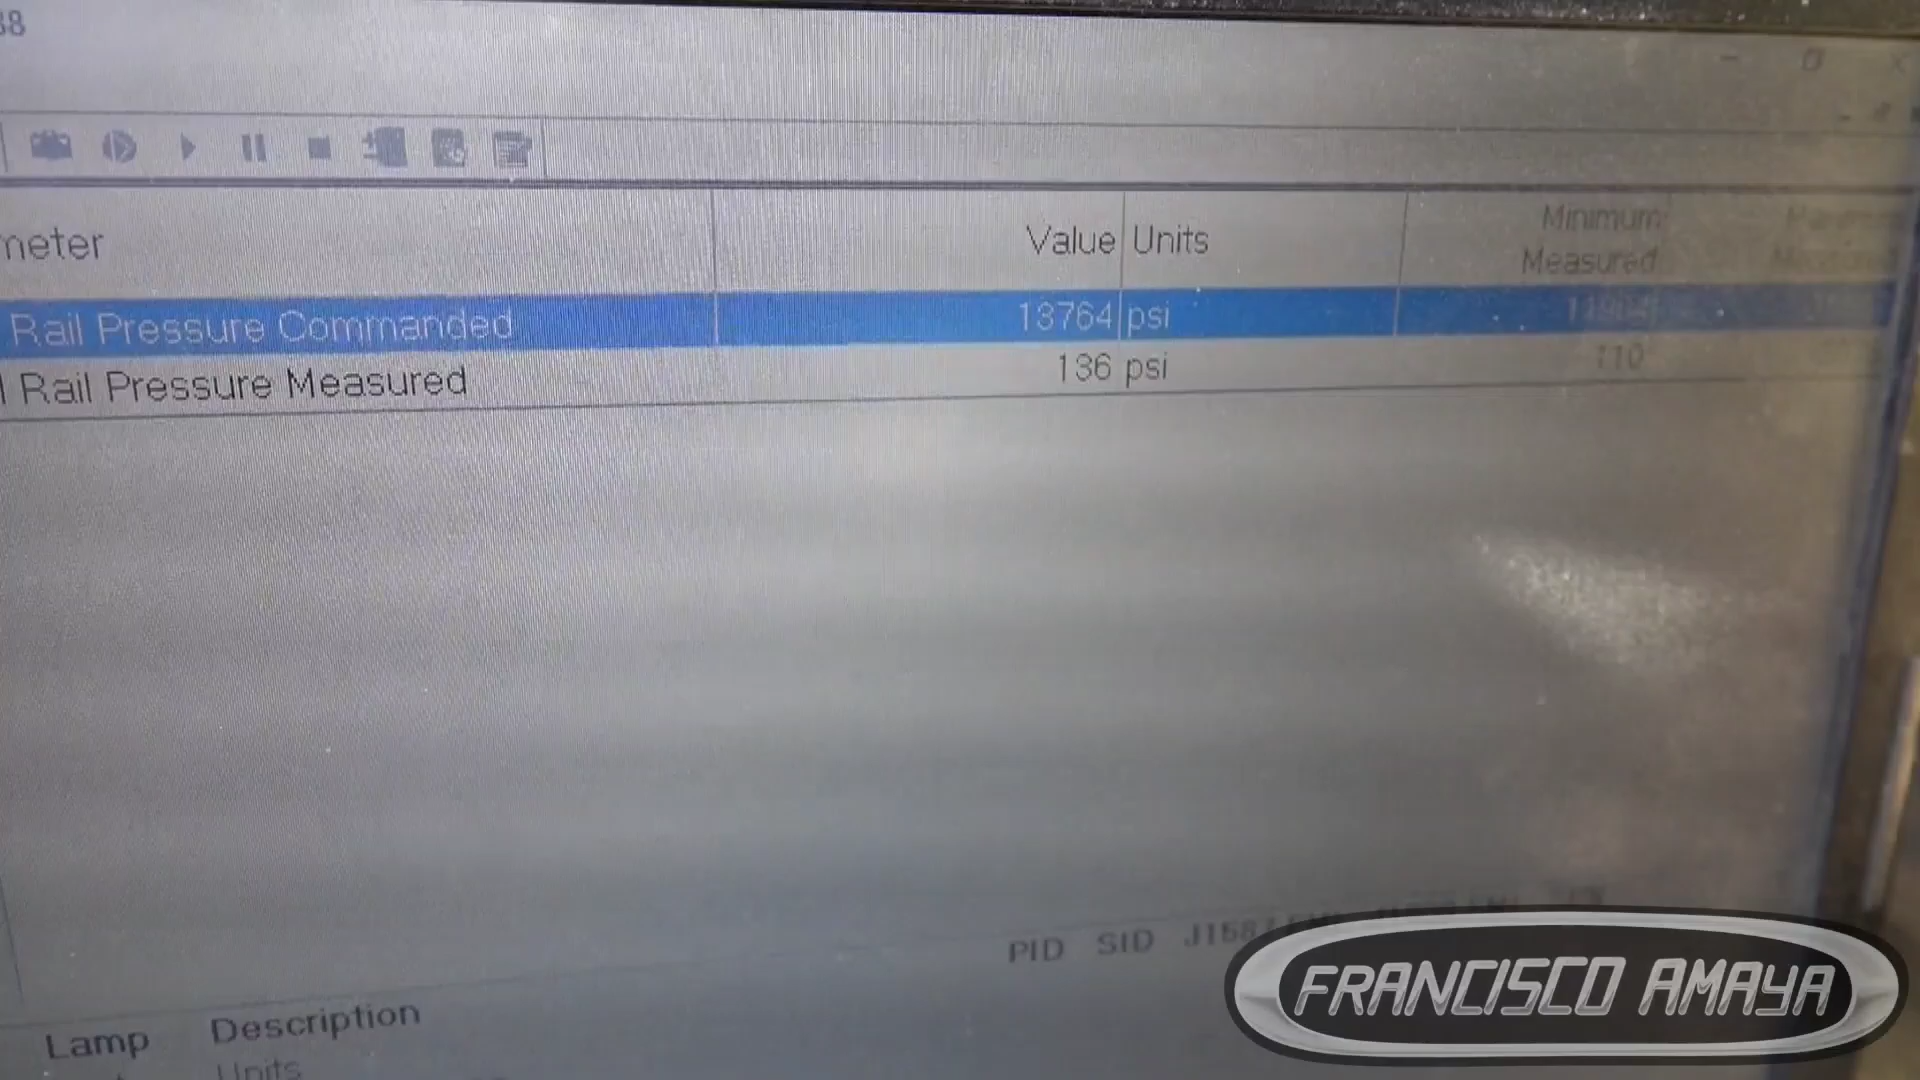 38
meter
Value Units
Minimum
Measured
Rail Pressure Commanded 13764 psi
l Rail Pressure Measured 136 psi 110
PID SID
Lamp Description
Units
FRANCISCO AMAYA